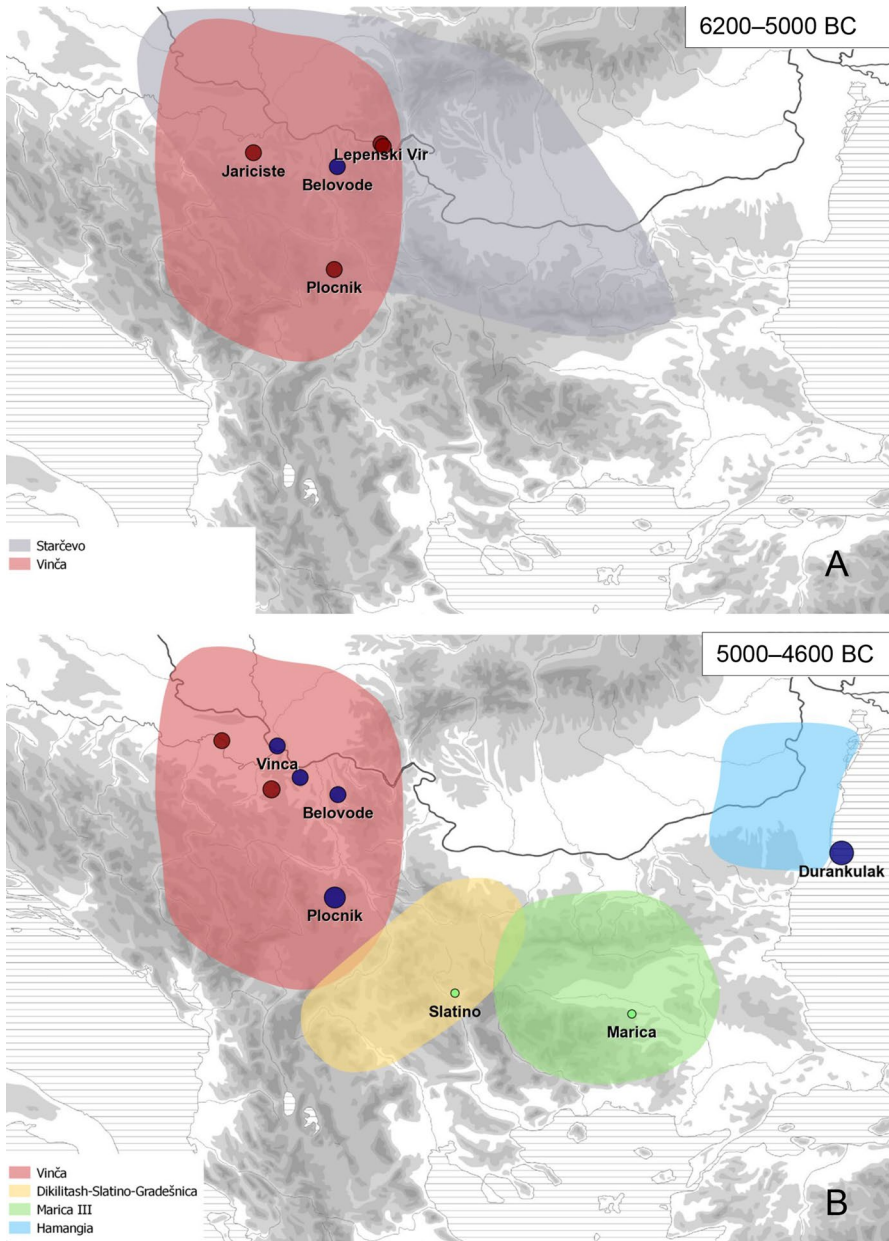 6200–5000 BC
Lepenski Vir
Jariciste
Belovode
Plocnik
Starčevo
Vinča
A
5000–4600 BC
Vinca
Belovode
Durankulak
Plocnik
Slatino
Marica
Vinča
Dikilitash-Slatino-Gradešnica
Marica III
Hamangia
B